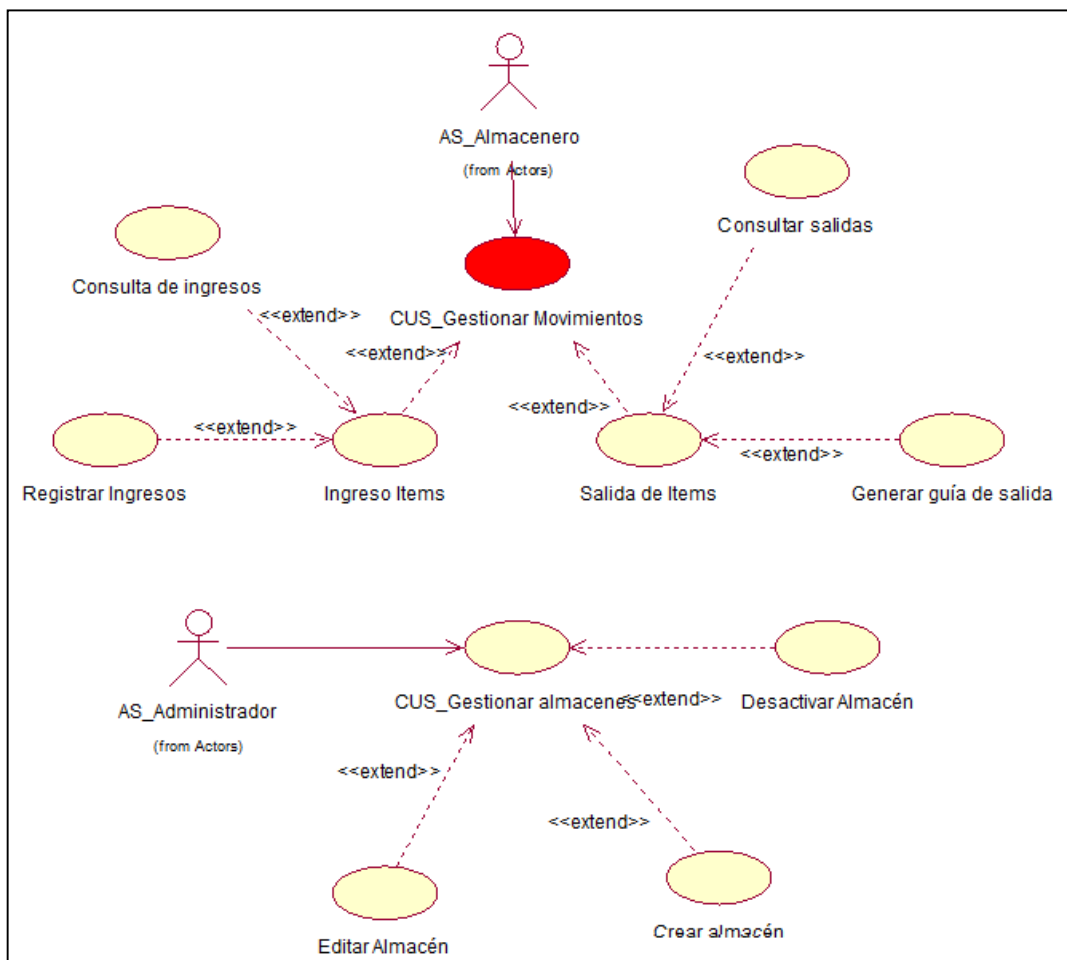 AS_Almacenero
(from Actors)
Consultar salidas
Consulta de ingresos
<<extend>>
CUS_Gestionar Movimientos
<<extend>>
<<extend>>
<<extend>>
<<extend>>
<<extend>>
Registrar Ingresos
Ingreso Items
Salida de Items
Generar guía de salida
AS_Administrador
(from Actors)
CUS_Gestionar almacenes
<<extend>>
Desactivar Almacén
<<extend>>
<<extend>>
Editar Almacén
Crear almacén